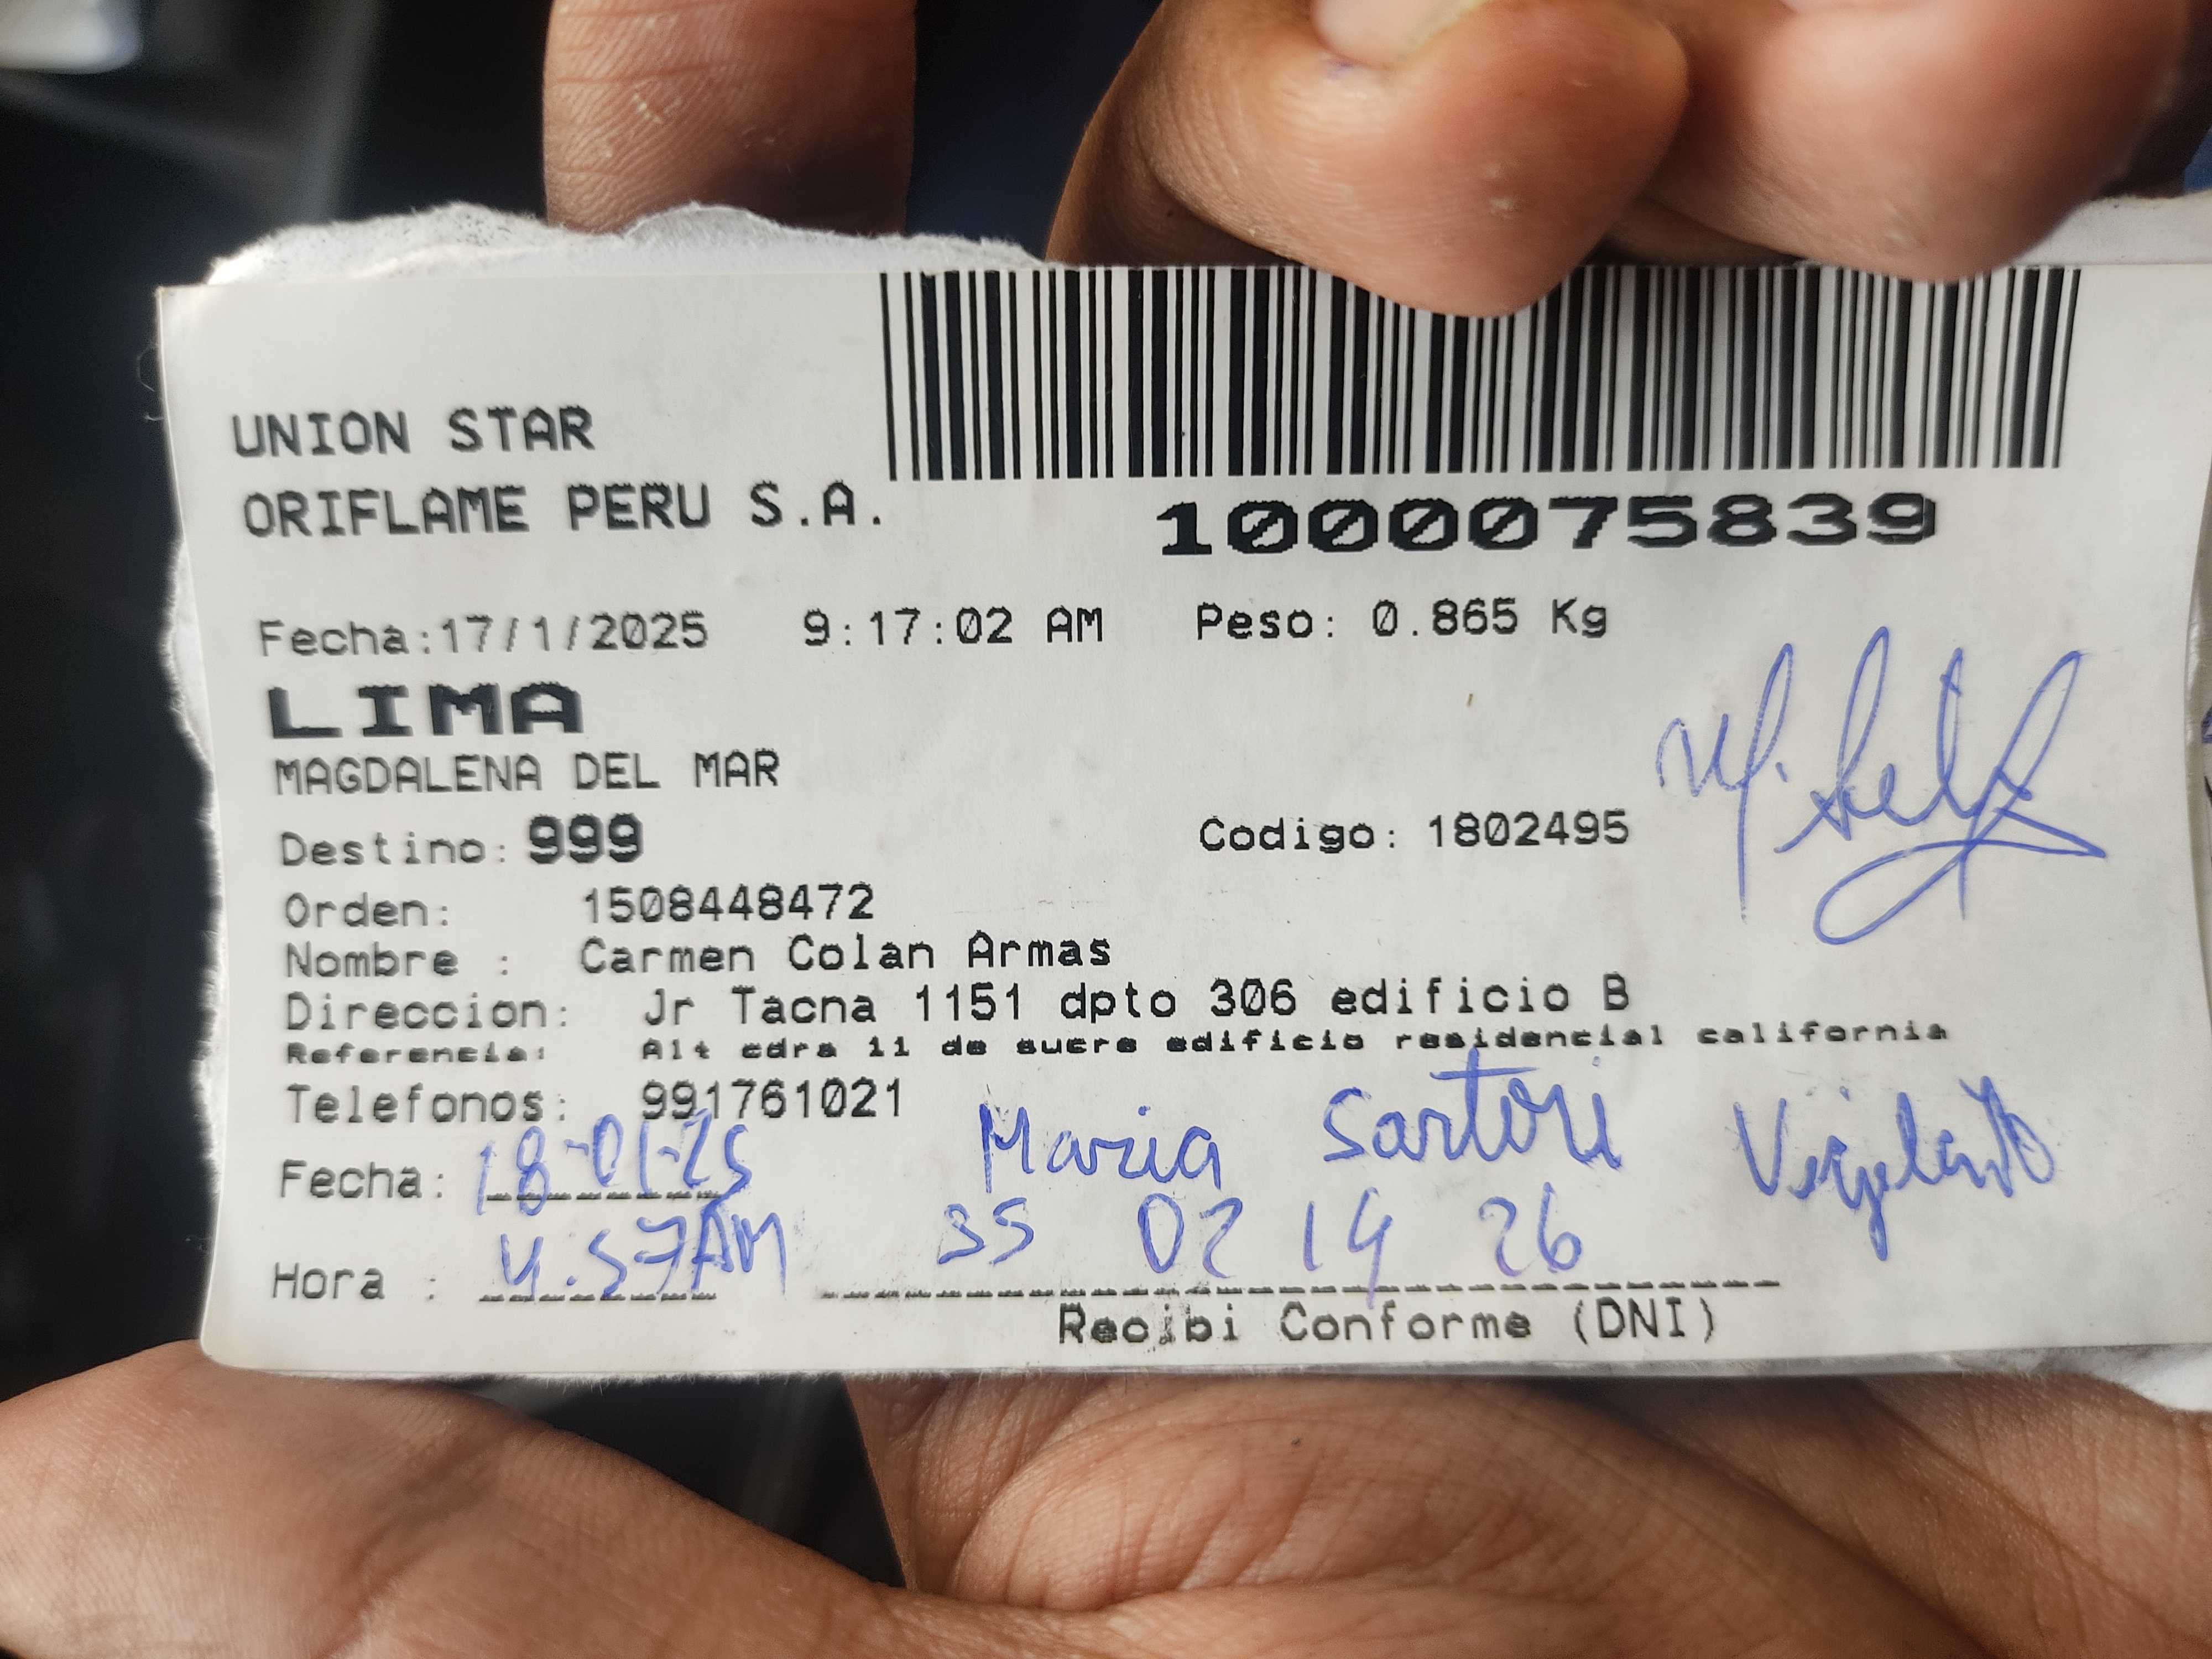 UNION STAR
ORIFLAME PERU S.A.
1000075839
Fecha:17/1/2025 9:17:02 AM Peso: 0.865 Kg
LIMA
MAGDALENA DEL MAR
Destino: 999 Codigo: 1802495
Orden: 1508448472
Nombre : Carmen Colan Armas
Direccion: Jr Tacna 1151 dpto 306 edificio B
Referencia: Alt cdra 11 de sucre edificio residencial california
Telefonos: 991761021
Maria Sartori
Fecha: 18-01-25
35 02 14 26
Hora : 4.57AM
Recibi Conforme (DNI)